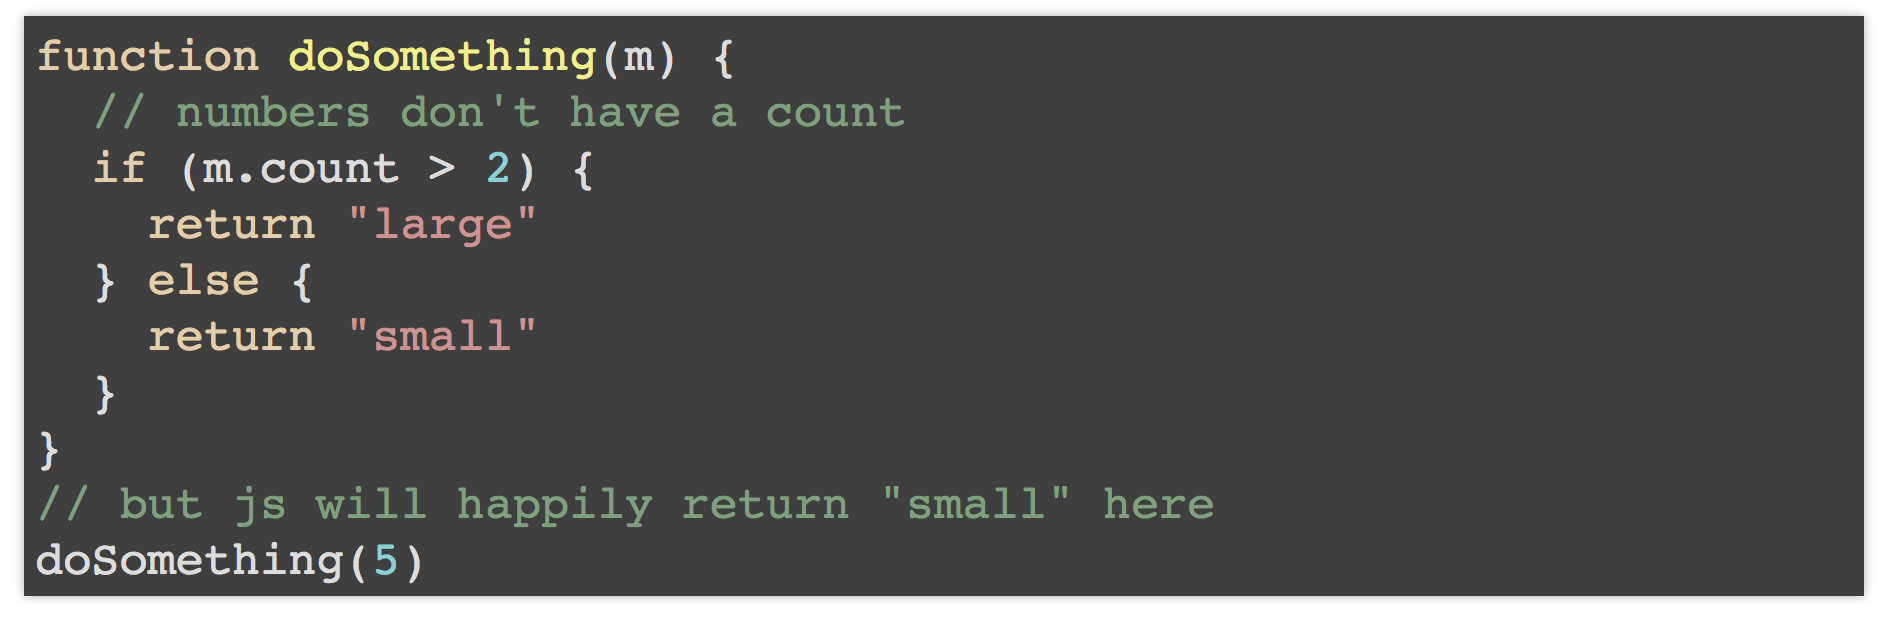 function doSomething(m) {
  // numbers don't have a count
  if (m.count > 2) {
    return "large"
  } else {
    return "small"
  }
}
// but js will happily return "small" here
doSomething(5)